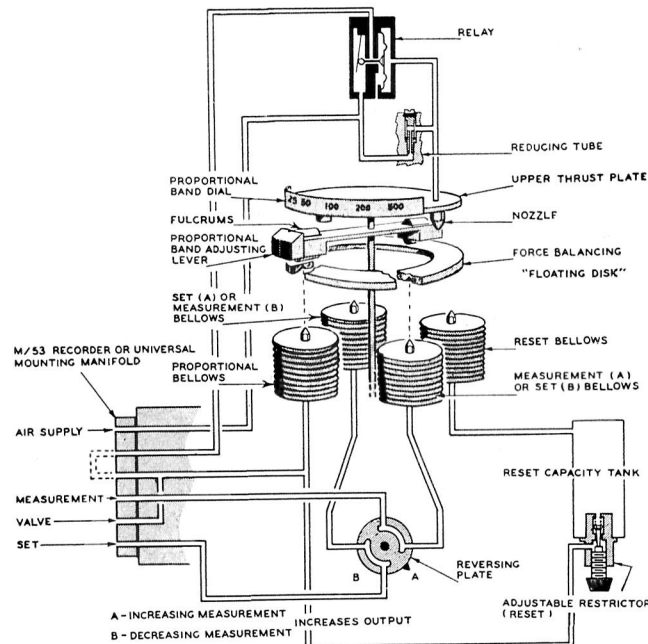 RELAY
REDUCING TUBE
PROPORTIONAL
BAND DIAL
25 50 100 200 500
UPPER THRUST PLATE
FULCRUMS
NOZZLE
PROPORTIONAL
BAND ADJUSTING
LEVER
FORCE BALANCING
"FLOATING DISK"
SET (A) OR
MEASUREMENT (B)
BELLOWS
M/53 RECORDER OR UNIVERSAL
MOUNTING MANIFOLD
RESET BELLOWS
PROPORTIONAL
BELLOWS
MEASUREMENT (A)
OR SET (B) BELLOWS
AIR SUPPLY
RESET CAPACITY TANK
MEASUREMENT
VALVE
SET
REVERSING
PLATE
B
A
ADJUSTABLE RESTRICTOR
(RESET)
A - INCREASING MEASUREMENT
INCREASES OUTPUT
B - DECREASING MEASUREMENT